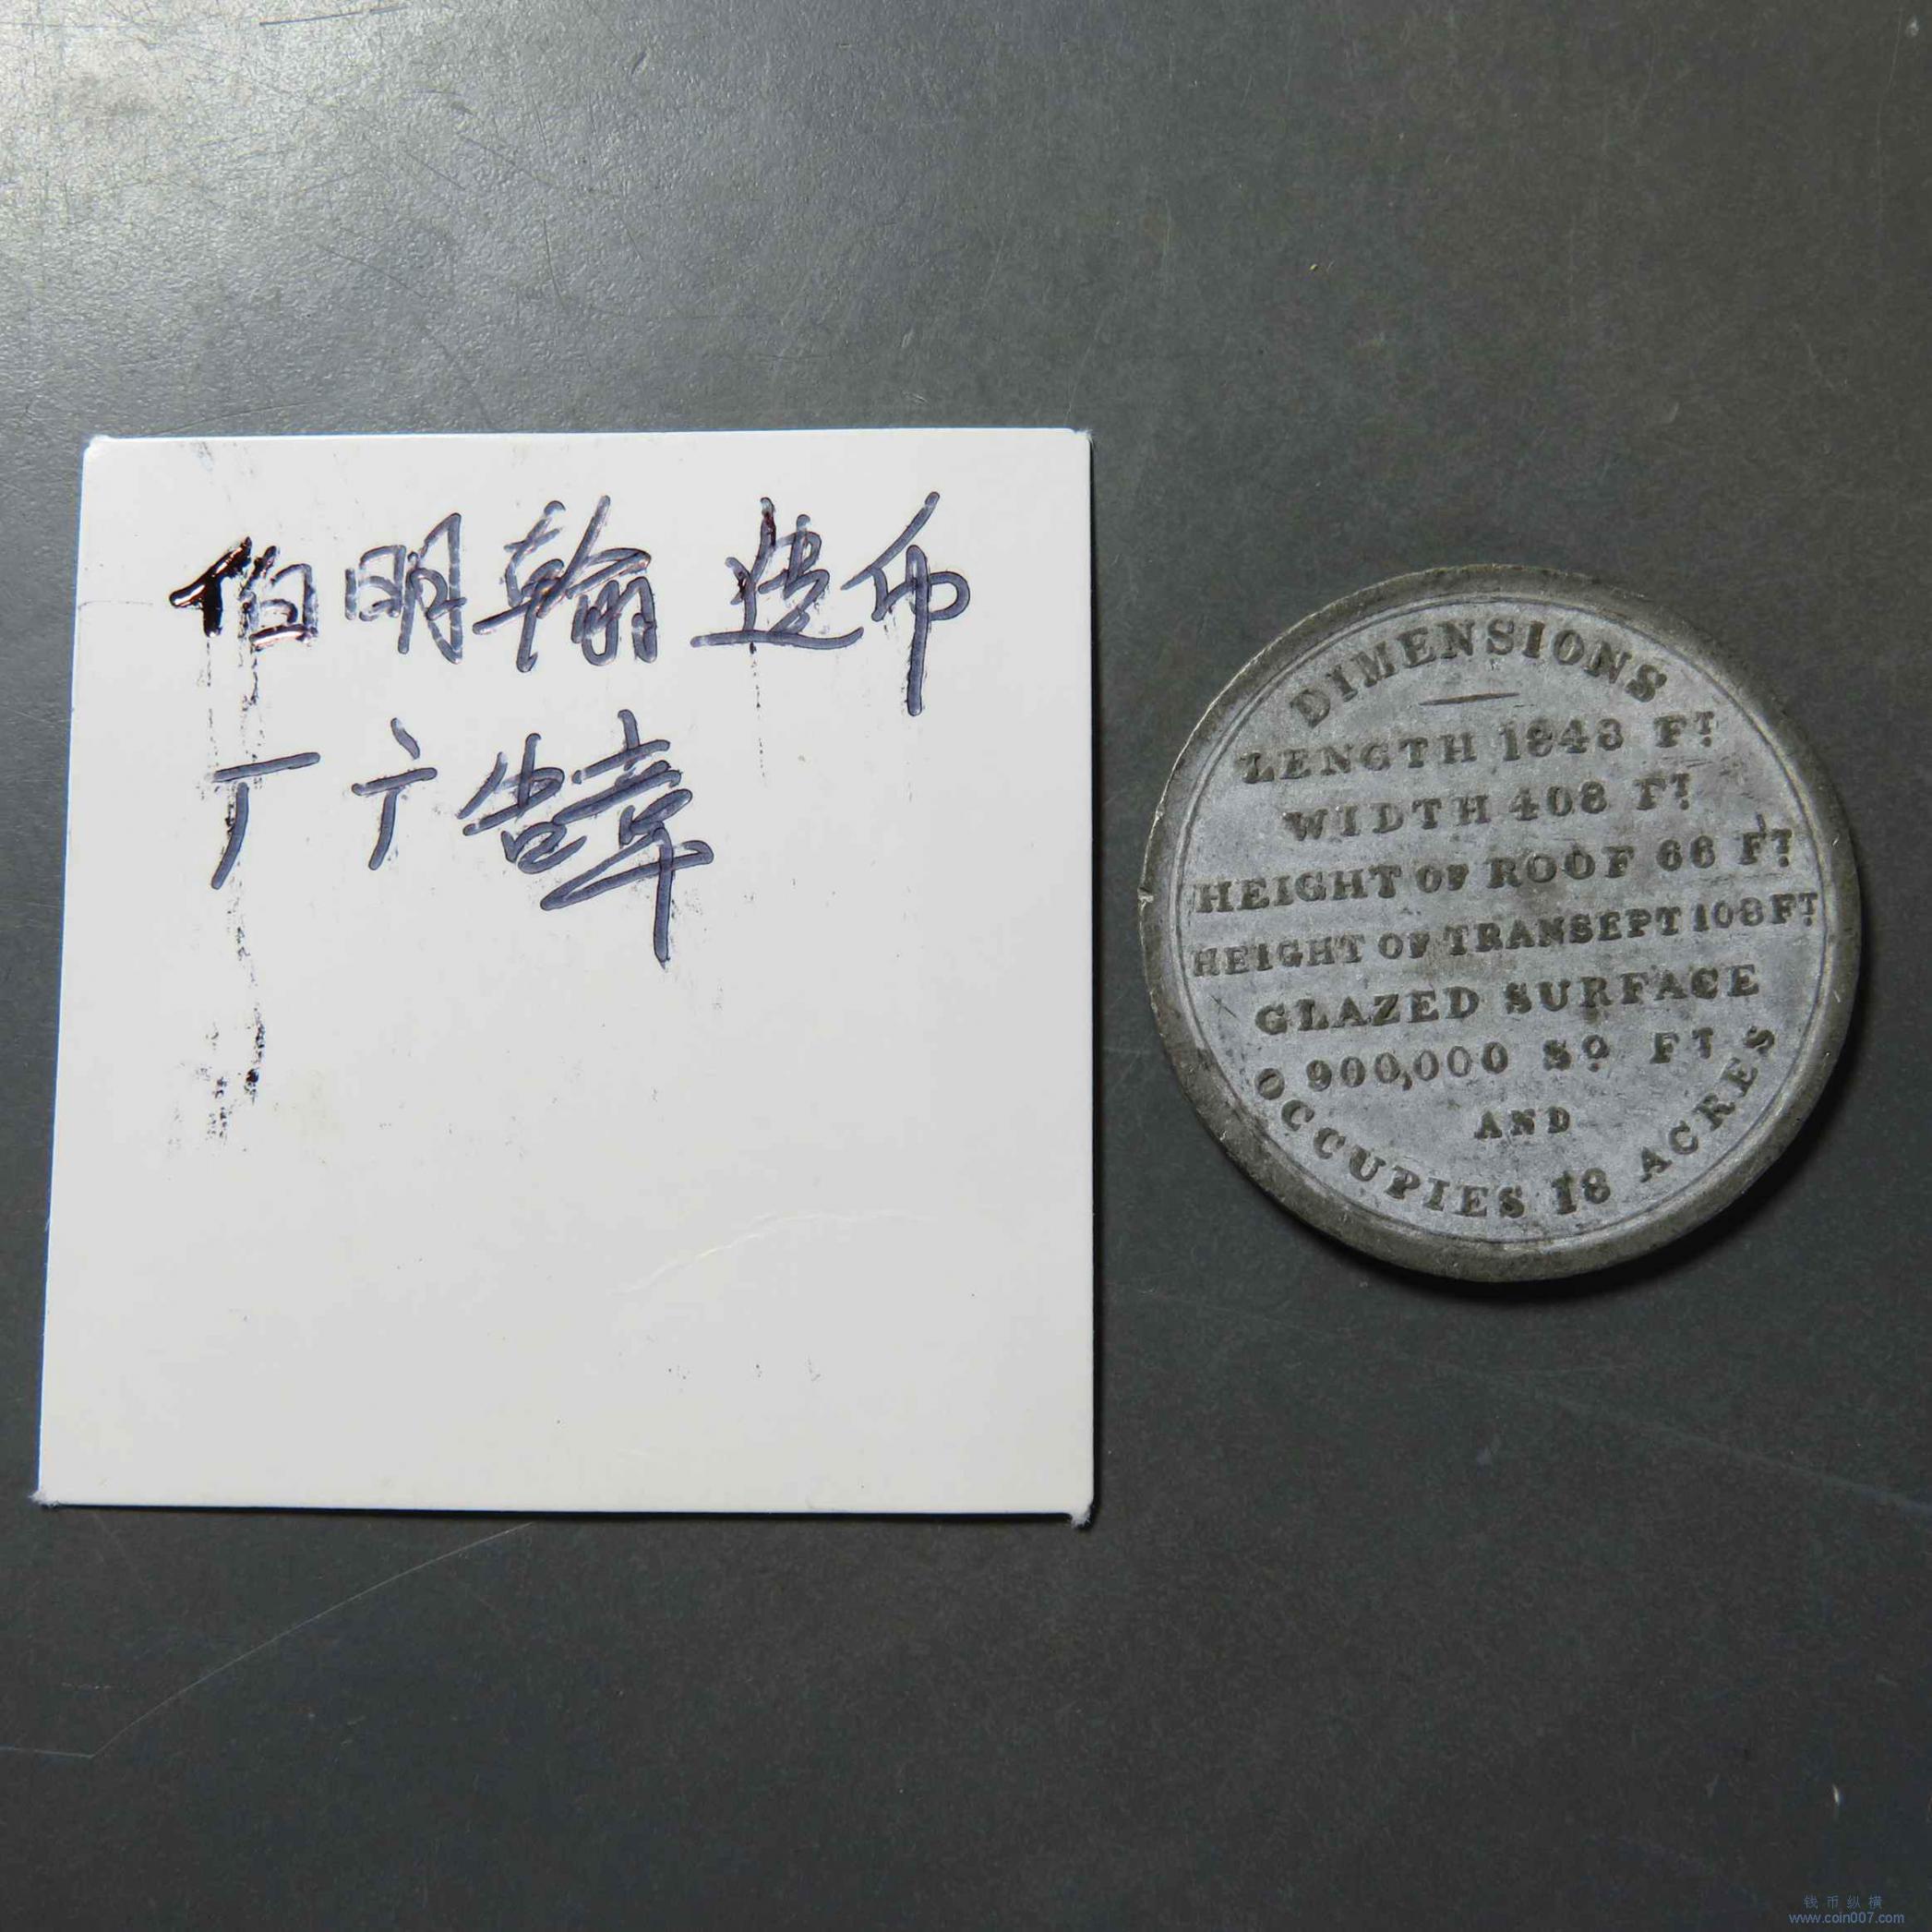 伯明翰造币
厂广告章
DIMENSIONS
LENGTH 1848 FT
WIDTH 408 FT
HEIGHT OF ROOF 66 FT
HEIGHT OF TRANSEPT 108 FT
GLAZED SURFACE
900,000 SQ FT
AND
OCCUPIES 18 ACRES
钱币纵横
www.coin007.com